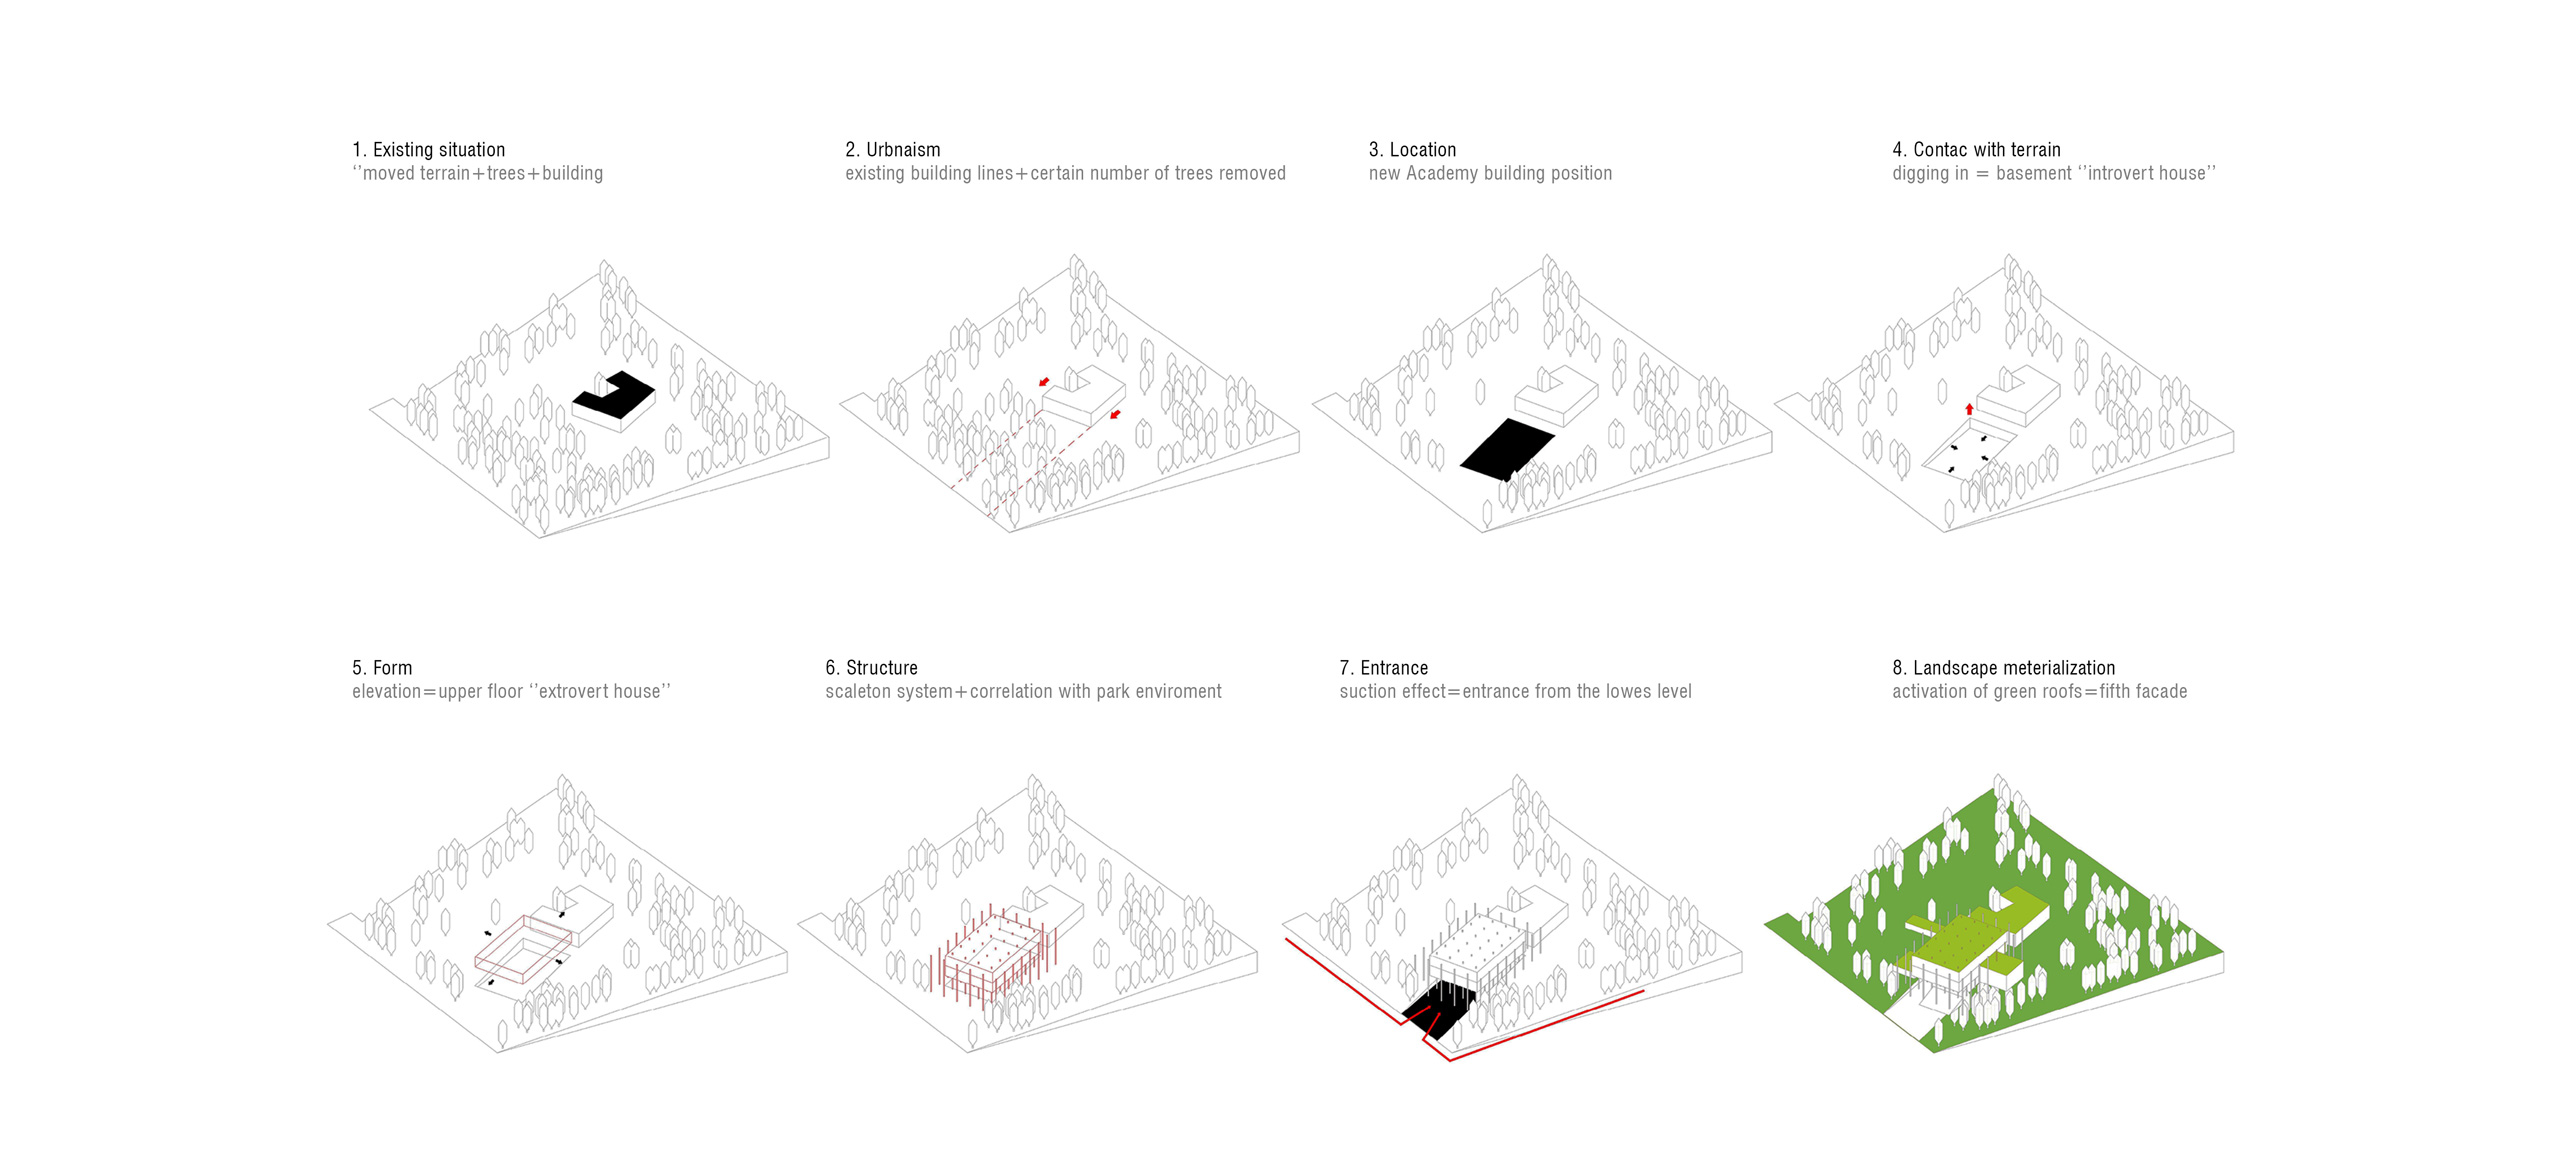 1. Existing situation
‘’moved terrain+trees+building
2. Urbnaism
existing building lines+certain number of trees removed
3. Location
new Academy building position
4. Contac with terrain
digging in = basement ‘’introvert house’’
5. Form
elevation=upper floor ‘’extrovert house’’
6. Structure
scaleton system+correlation with park enviroment
7. Entrance
suction effect=entrance from the lowes level
8. Landscape meterialization
activation of green roofs=fifth facade